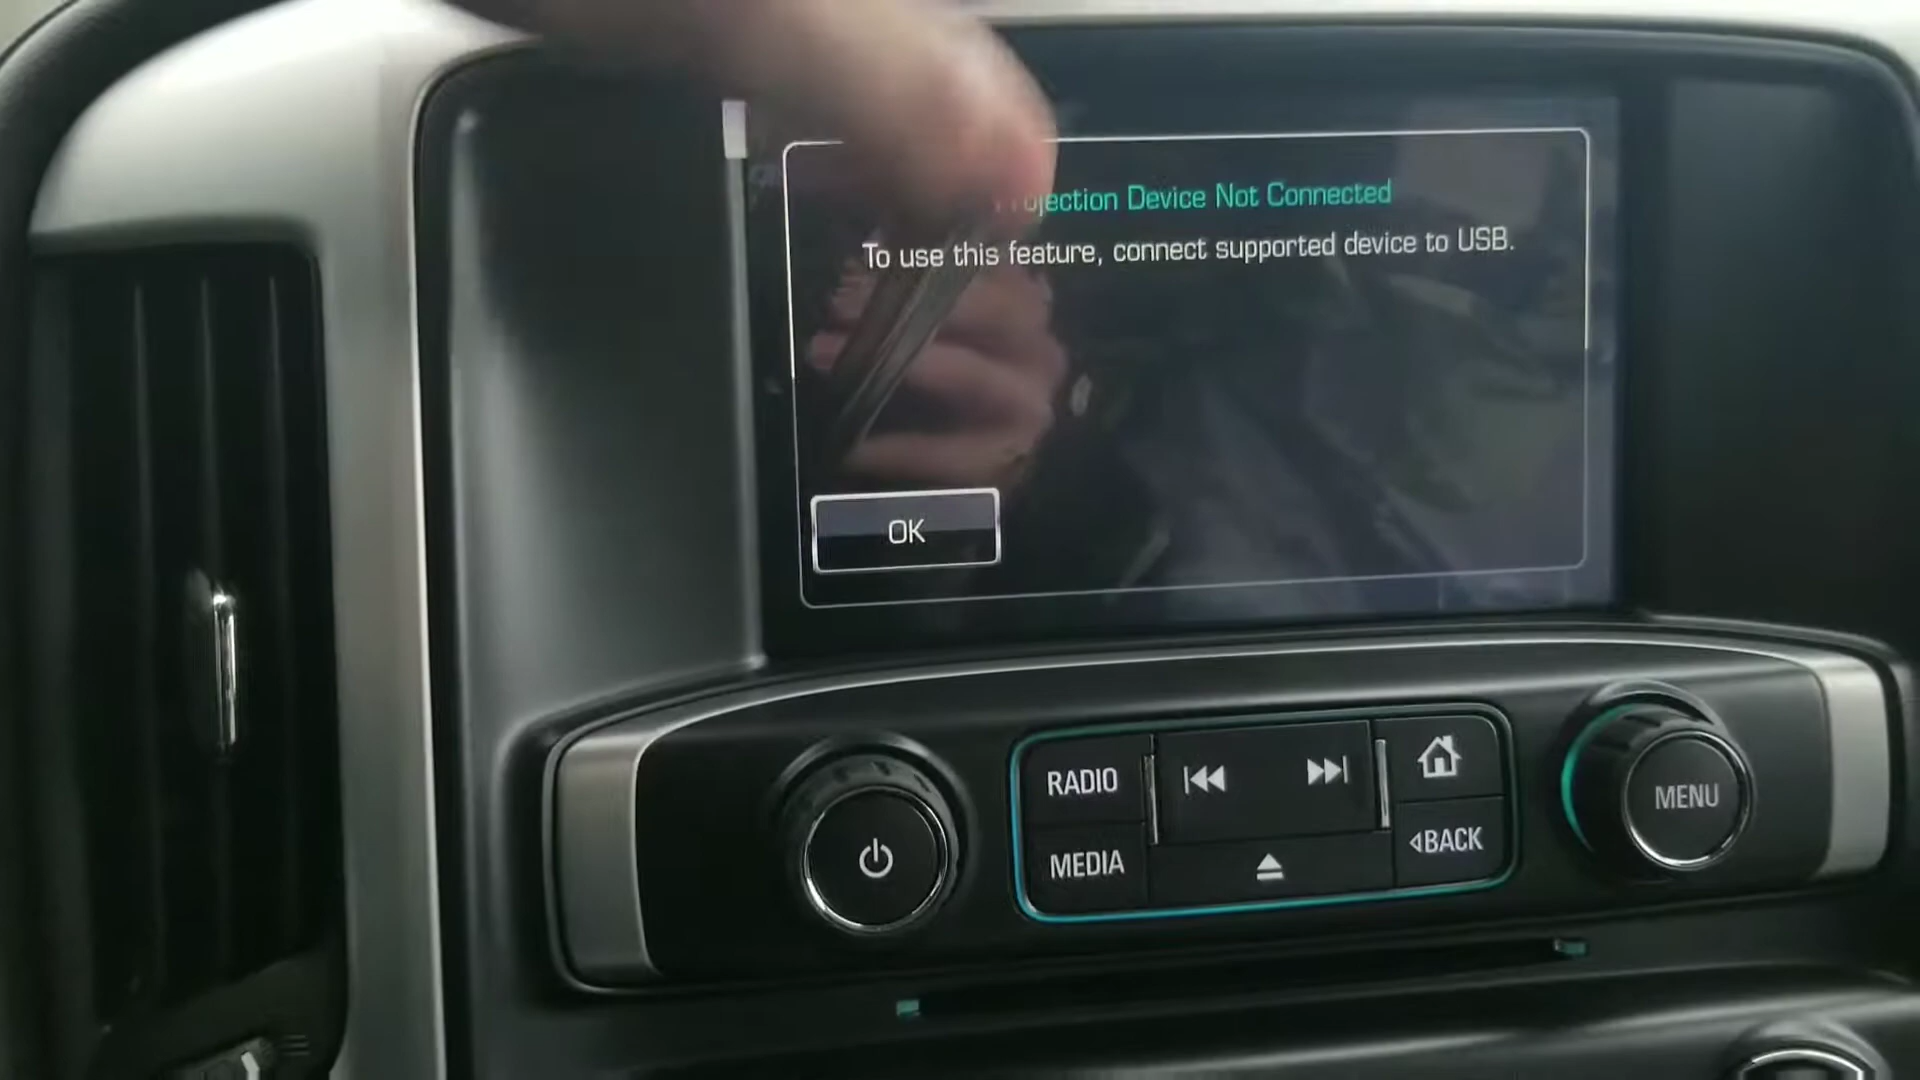 Device Not Connected
To use this feature, connect supported device to USB.
OK
RADIO
MEDIA
BACK
MENU